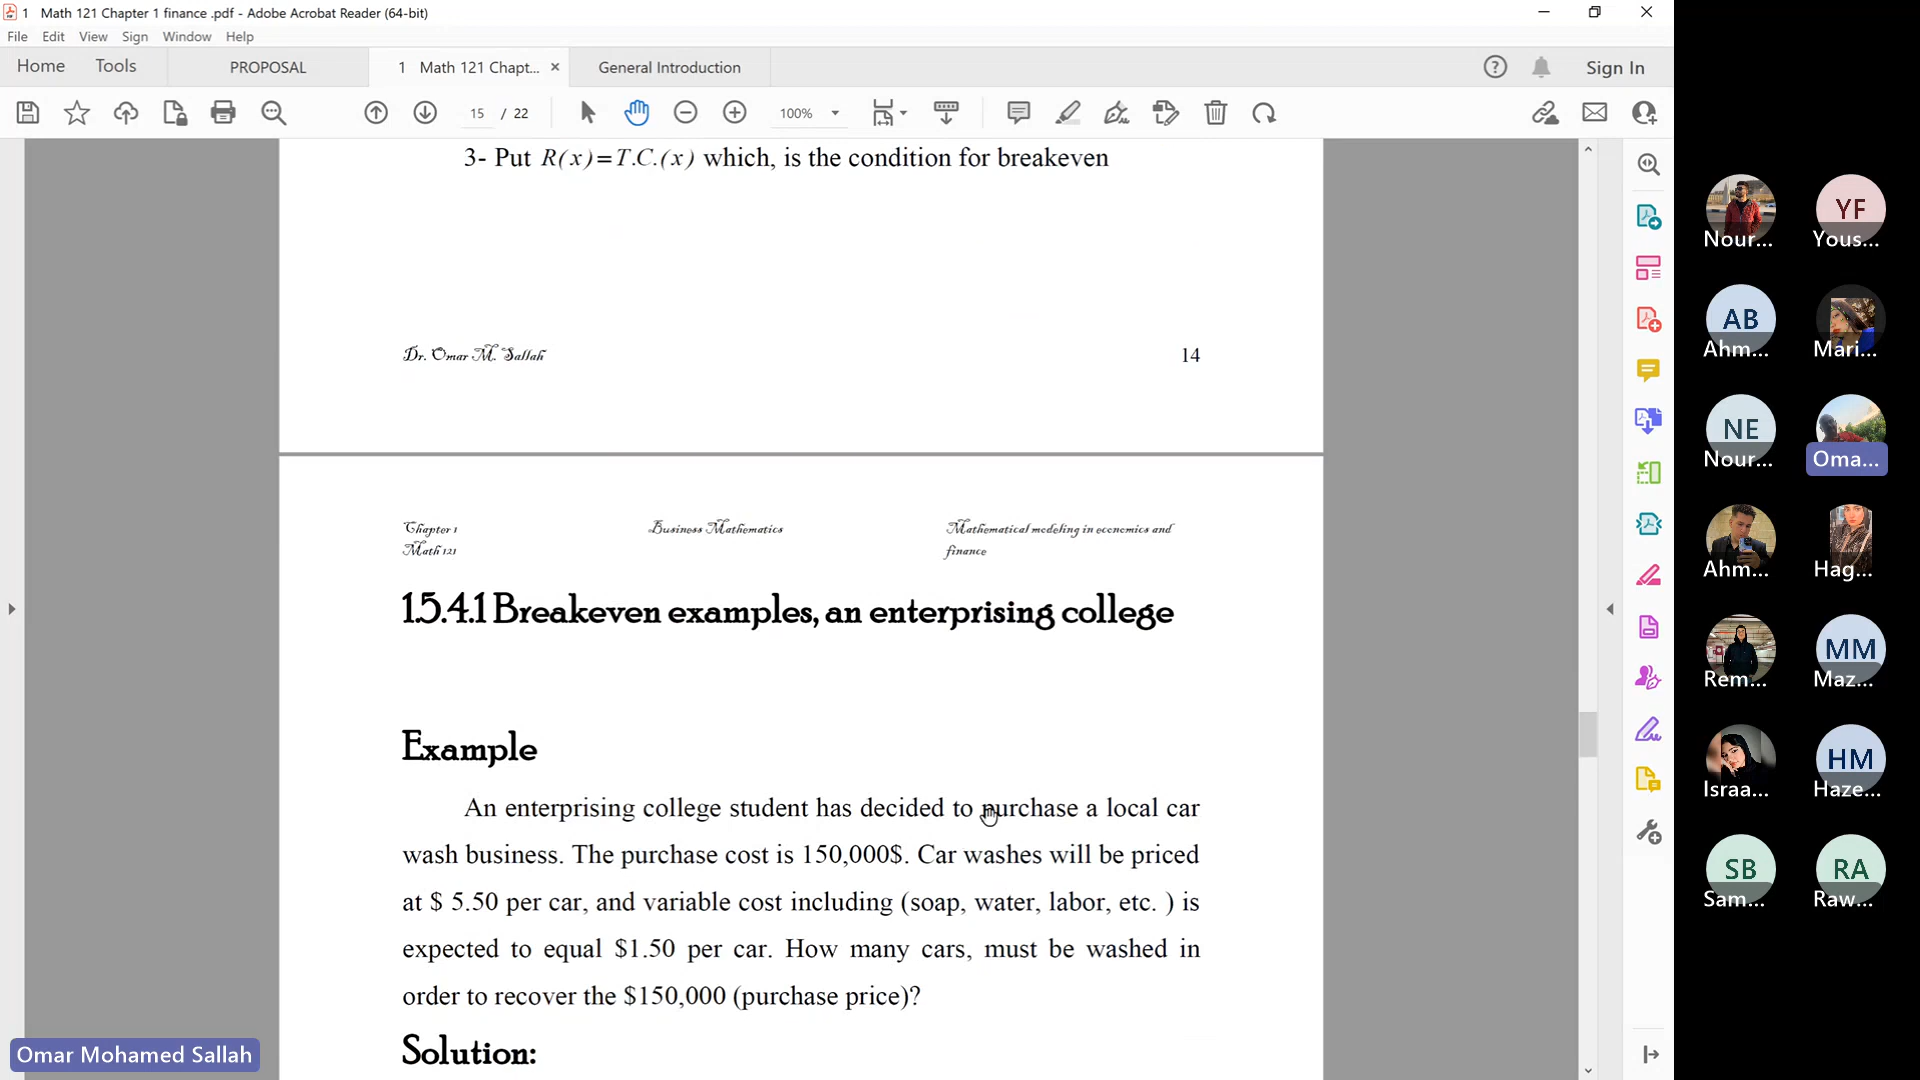 1 Math 121 Chapter 1 finance .pdf - Adobe Acrobat Reader (64-bit)
File Edit View Sign Window Help
Home Tools PROPOSAL 1 Math 121 Chapt... × General Introduction Sign In
15 / 22 100%
3- Put R(x)=T.C.(x) which, is the condition for breakeven
Dr. Omar M. Sallah 14
Chapter 1 Business Mathematics Mathematical modeling in economics and
Math 121 finance
1.5.4.1 Breakeven examples, an enterprising college
Example
An enterprising college student has decided to purchase a local car
wash business. The purchase cost is 150,000$. Car washes will be priced
at $ 5.50 per car, and variable cost including (soap, water, labor, etc. ) is
expected to equal $1.50 per car. How many cars, must be washed in
order to recover the $150,000 (purchase price)?
Solution:
Omar Mohamed Sallah
YF
Nour... Yous...
AB
Ahm... Mari...
NE
Nour... Oma...
Ahm... Hag...
MM
Rem... Maz...
HM
Israa... Haze...
SB RA
Sam... Raw...